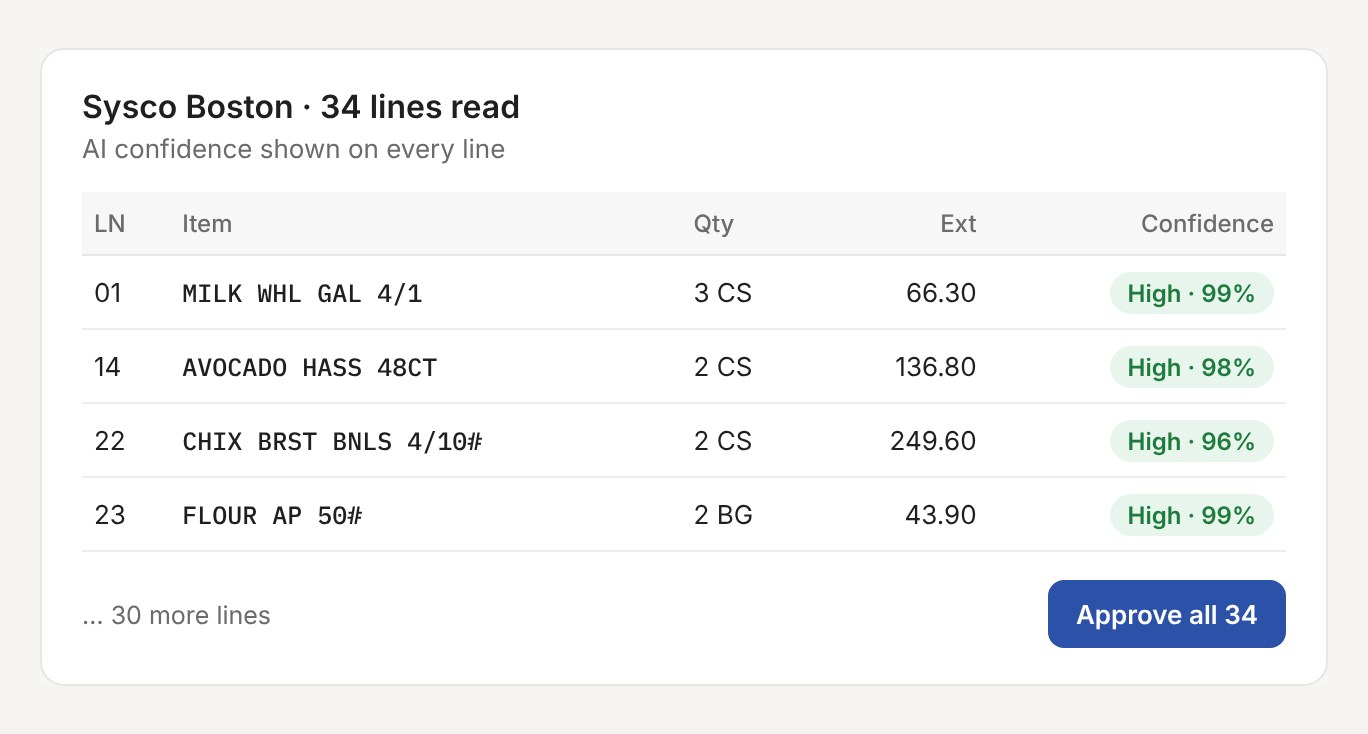 Sysco Boston · 34 lines read
AI confidence shown on every line
LN Item Qty Ext Confidence
01 MILK WHL GAL 4/1 3 CS 66.30 High · 99%
14 AVOCADO HASS 48CT 2 CS 136.80 High · 98%
22 CHIX BRST BNLS 4/10# 2 CS 249.60 High · 96%
23 FLOUR AP 50# 2 BG 43.90 High · 99%
... 30 more lines Approve all 34